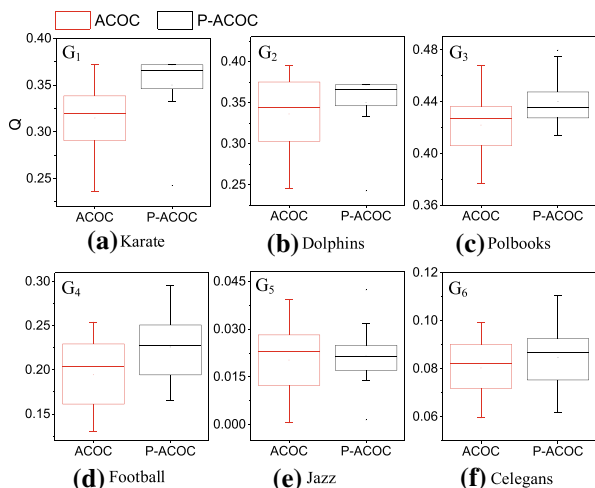 ACOC P-ACOC
Q
0.40
0.35
0.30
0.25
G1
ACOC P-ACOC
(a) Karate
0.40
0.35
0.30
0.25
G2
ACOC P-ACOC
(b) Dolphins
0.48
0.44
0.40
0.36
G3
ACOC P-ACOC
(c) Polbooks
0.30
0.25
0.20
0.15
G4
ACOC P-ACOC
(d) Football
0.045
0.030
0.015
0.000
G5
ACOC P-ACOC
(e) Jazz
0.12
0.10
0.08
0.06
G6
ACOC P-ACOC
(f) Celegans